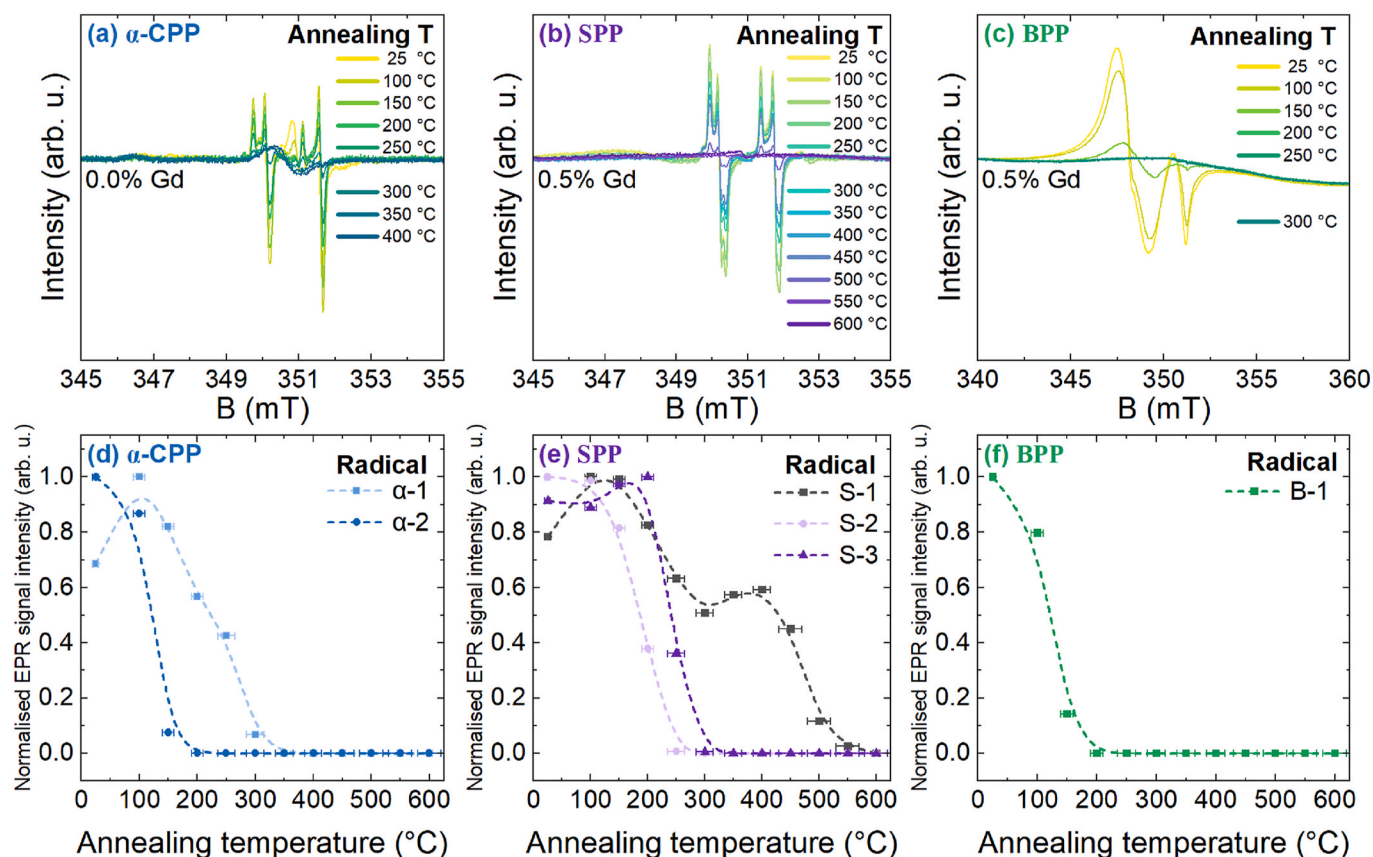 (a) α-CPP
Annealing T
25 °C
100 °C
150 °C
200 °C
250 °C
300 °C
350 °C
400 °C
0.0% Gd
Intensity (arb. u.)
345 347 349 351 353 355
B (mT)
(b) SPP
Annealing T
25 °C
100 °C
150 °C
200 °C
250 °C
300 °C
350 °C
400 °C
450 °C
500 °C
550 °C
600 °C
0.5% Gd
Intensity (arb. u.)
345 347 349 351 353 355
B (mT)
(c) BPP
Annealing T
25 °C
100 °C
150 °C
200 °C
250 °C
300 °C
0.5% Gd
Intensity (arb. u.)
340 345 350 355 360
B (mT)
(d) α-CPP
Radical
α-1
α-2
Normalised EPR signal intensity (arb. u.)
1.0
0.8
0.6
0.4
0.2
0.0
0 100 200 300 400 500 600
Annealing temperature (°C)
(e) SPP
Radical
S-1
S-2
S-3
Normalised EPR signal intensity (arb. u.)
1.0
0.8
0.6
0.4
0.2
0.0
0 100 200 300 400 500 600
Annealing temperature (°C)
(f) BPP
Radical
B-1
Normalised EPR signal intensity (arb. u.)
1.0
0.8
0.6
0.4
0.2
0.0
0 100 200 300 400 500 600
Annealing temperature (°C)